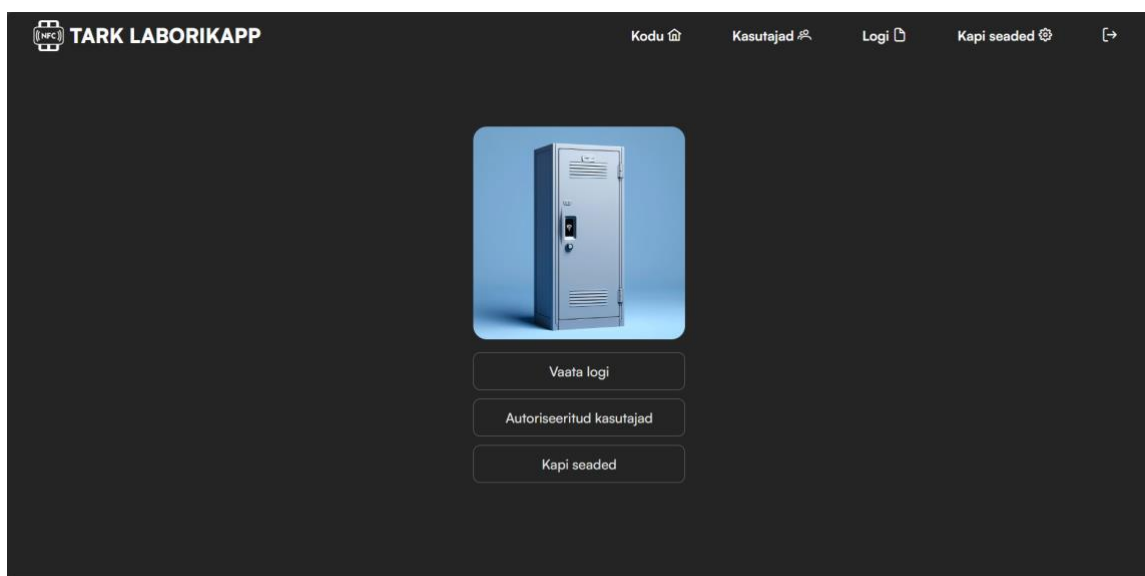 NFC TARK LABORIKAPP
Kodu
Kasutajad
Logi
Kapi seaded
Vaata logi
Autoriseeritud kasutajad
Kapi seaded